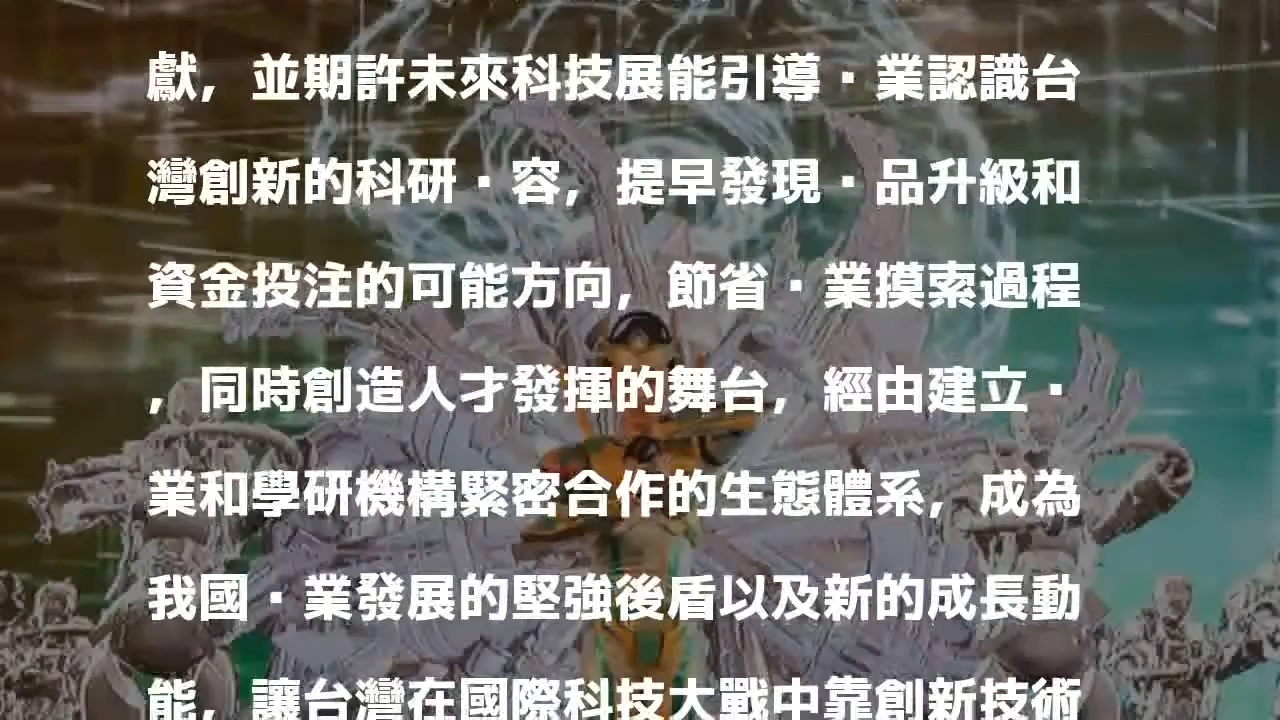 獻，並期許未來科技展能引導·業認識台
灣創新的科研·容，提早發現·品升級和
資金投注的可能方向，節省·業摸索過程
，同時創造人才發揮的舞台，經由建立·
業和學研機構緊密合作的生態體系，成為
我國·業發展的堅強後盾以及新的成長動
能，讓台灣在國際科技大戰中靠創新技術